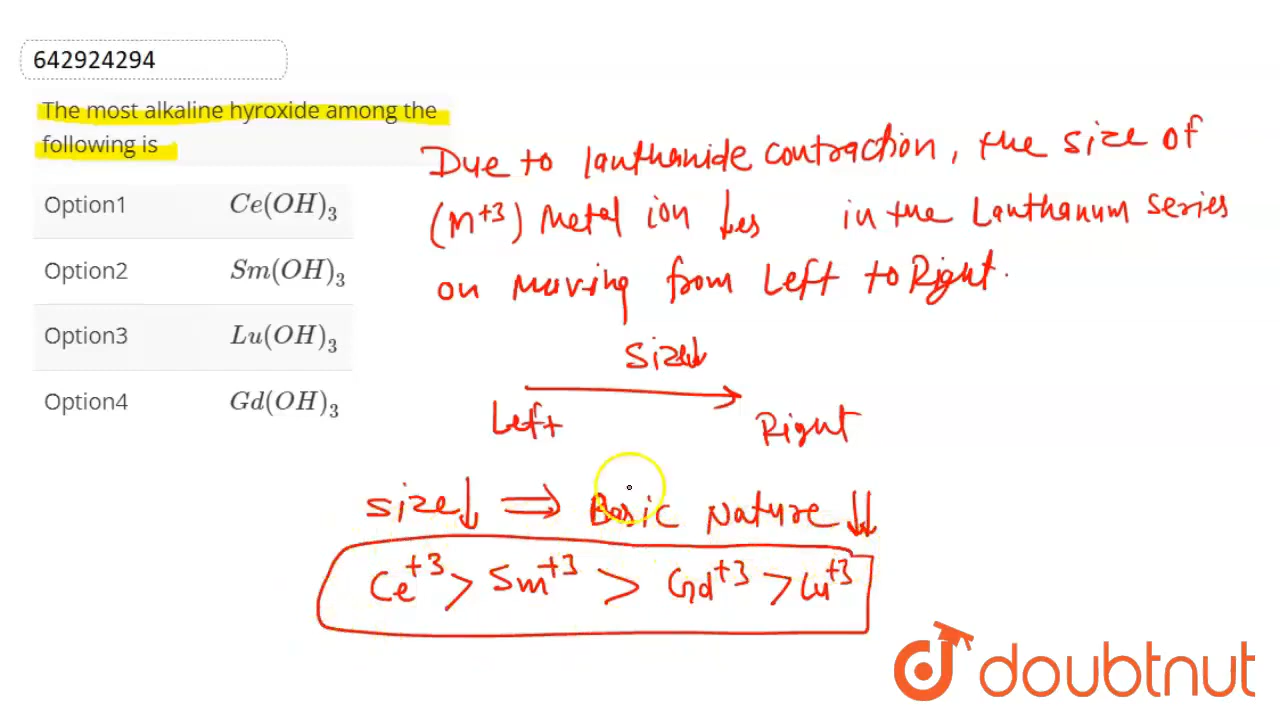 642924294
The most alkaline hyroxide among the
following is
Option1 Ce(OH)₃
Option2 Sm(OH)₃
Option3 Lu(OH)₃
Option4 Gd(OH)₃
Due to lanthanide contraction, the size of
(M⁺³) Metal ion ↓es in the Lanthanum series
on moving from Left to Right.
Size↓
Left Right
Size↓ ⇒ Basic Nature ↓↓
Ce⁺³ > Sm⁺³ > Gd⁺³ > Lu⁺³
doubtnut